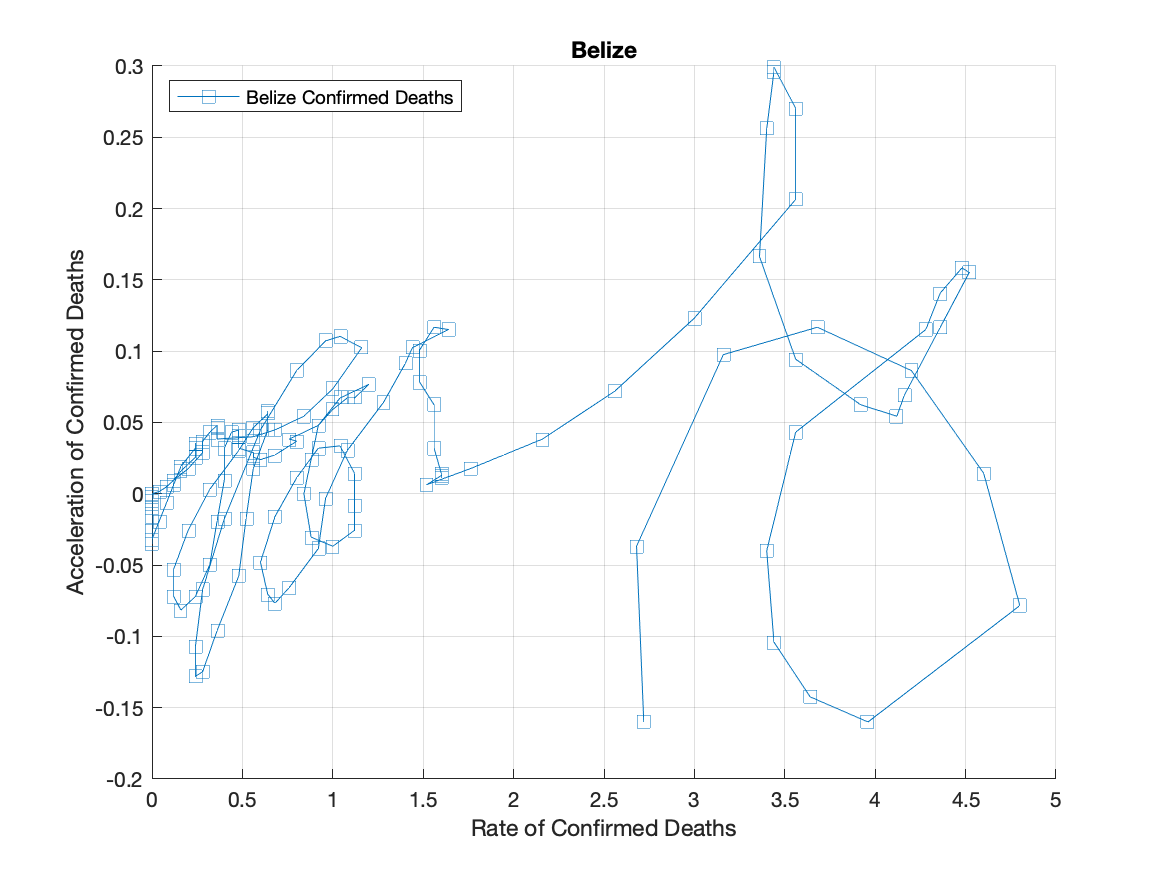 Belize
Belize Confirmed Deaths
0.3
0.25
0.2
0.15
0.1
0.05
0
-0.05
-0.1
-0.15
-0.2
Acceleration of Confirmed Deaths
0 0.5 1 1.5 2 2.5 3 3.5 4 4.5 5
Rate of Confirmed Deaths